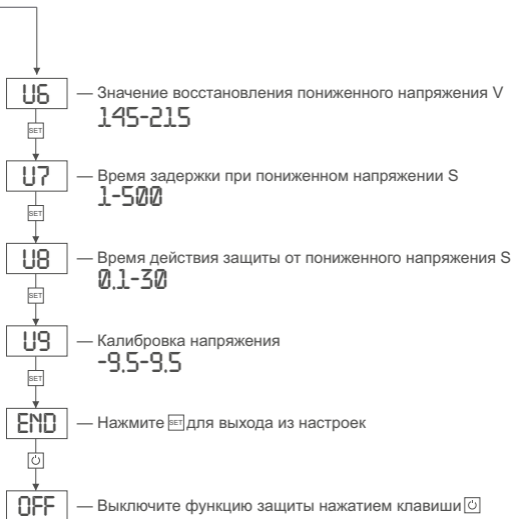 U6 — Значение восстановления пониженного напряжения V
145-215
SET
U7 — Время задержки при пониженном напряжении S
1-500
SET
U8 — Время действия защиты от пониженного напряжения S
0.1-30
SET
U9 — Калибровка напряжения
-9.5-9.5
SET
END — Нажмите SET для выхода из настроек
OFF — Выключите функцию защиты нажатием клавиши